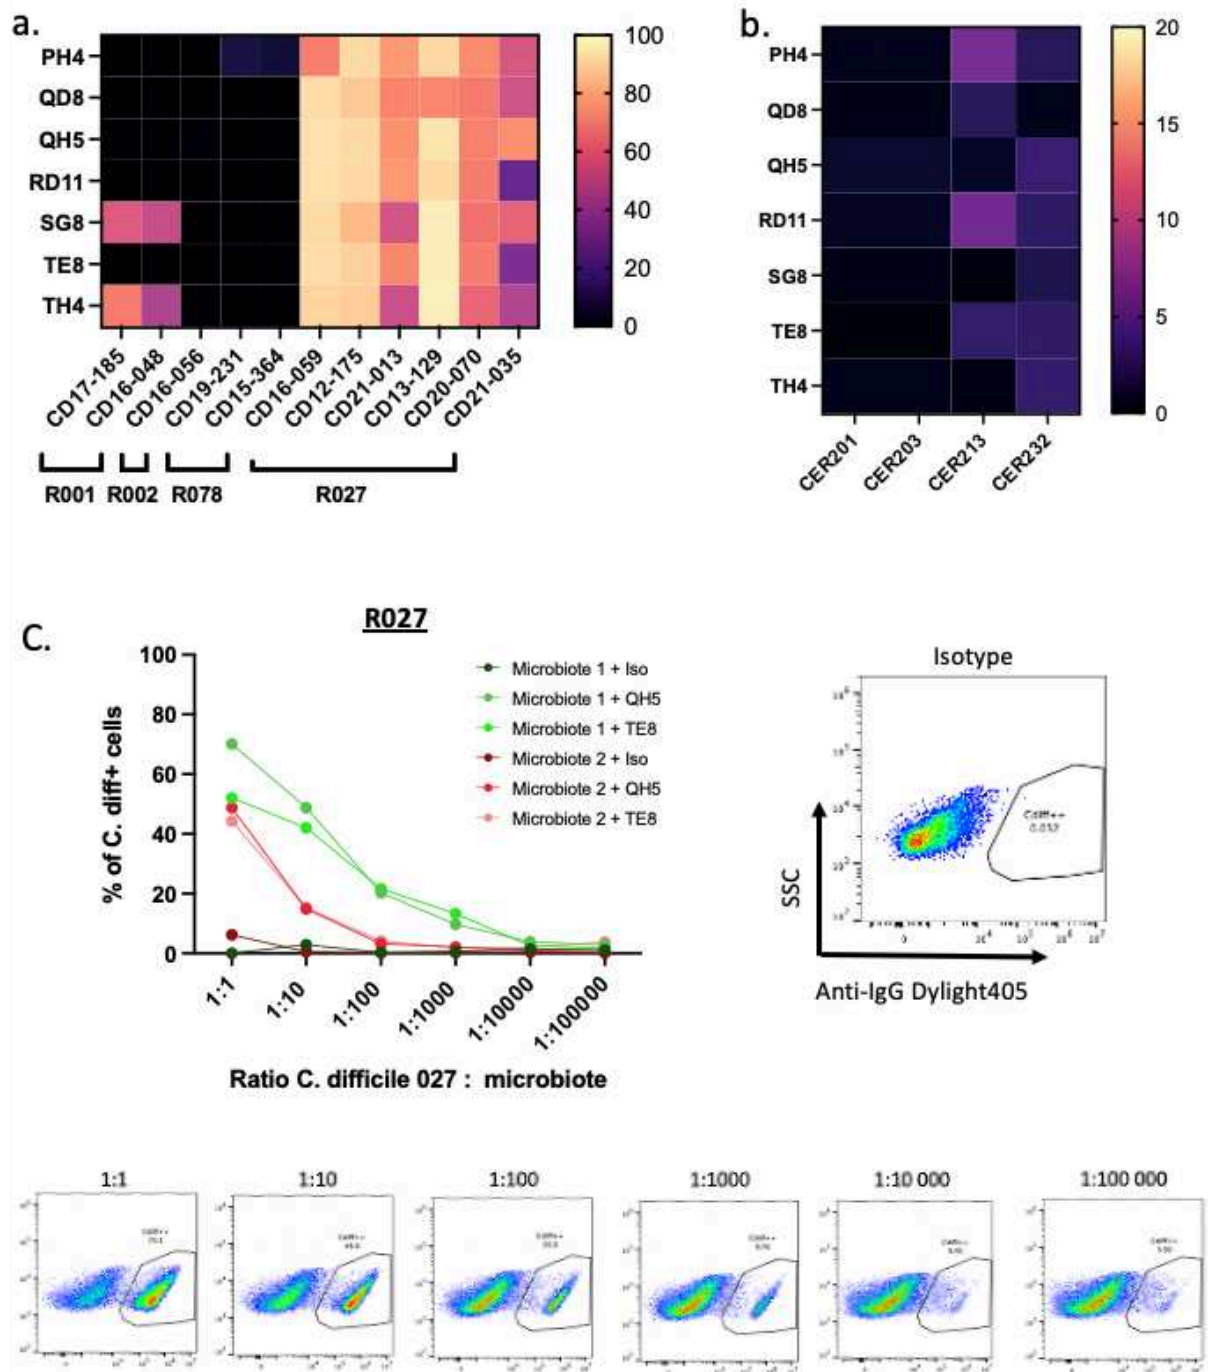 a.
PH4
QD8
QH5
RD11
SG8
TE8
TH4
100
80
60
40
20
0
CD17-185
CD16-048
CD16-056
CD19-231
CD15-364
CD16-059
CD12-175
CD21-013
CD13-129
CD20-070
CD21-035
R001 R002 R078 R027
b.
PH4
QD8
QH5
RD11
SG8
TE8
TH4
20
15
10
5
0
CER201
CER203
CER213
CER232
C.
R027
% of C. diff+ cells
100
80
60
40
20
0
Microbiote 1 + Iso
Microbiote 1 + QH5
Microbiote 1 + TE8
Microbiote 2 + Iso
Microbiote 2 + QH5
Microbiote 2 + TE8
1:1
1:10
1:100
1:1000
1:10000
1:100000
Ratio C. difficile 027 : microbiote
Isotype
Cdiff++
0.032
SSC
Anti-IgG Dylight405
1:1
1:10
1:100
1:1000
1:10 000
1:100 000